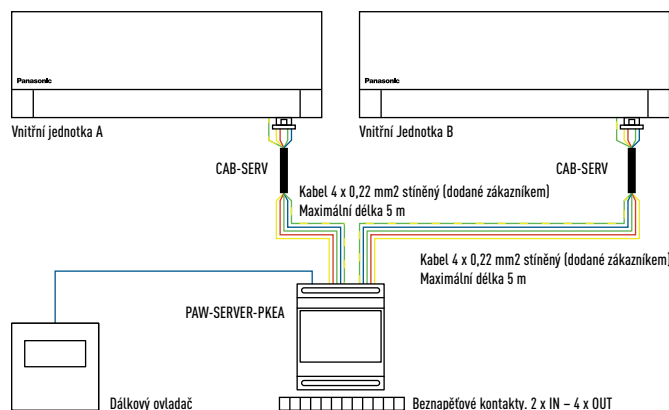 Panasonic
Panasonic
Vnitřní jednotka A
Vnitřní Jednotka B
CAB-SERV
CAB-SERV
Kabel 4 x 0,22 mm2 stíněný (dodané zákazníkem)
Maximální délka 5 m
Kabel 4 x 0,22 mm2 stíněný (dodané zákazníkem)
Maximální délka 5 m
PAW-SERVER-PKEA
Dálkový ovladač
Beznapěťové kontakty. 2 x IN – 4 x OUT